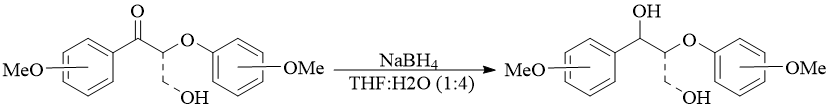 O
MeO
O
OMe
OH
NaBH4
THF:H2O (1:4)
OH
MeO
O
OMe
OH